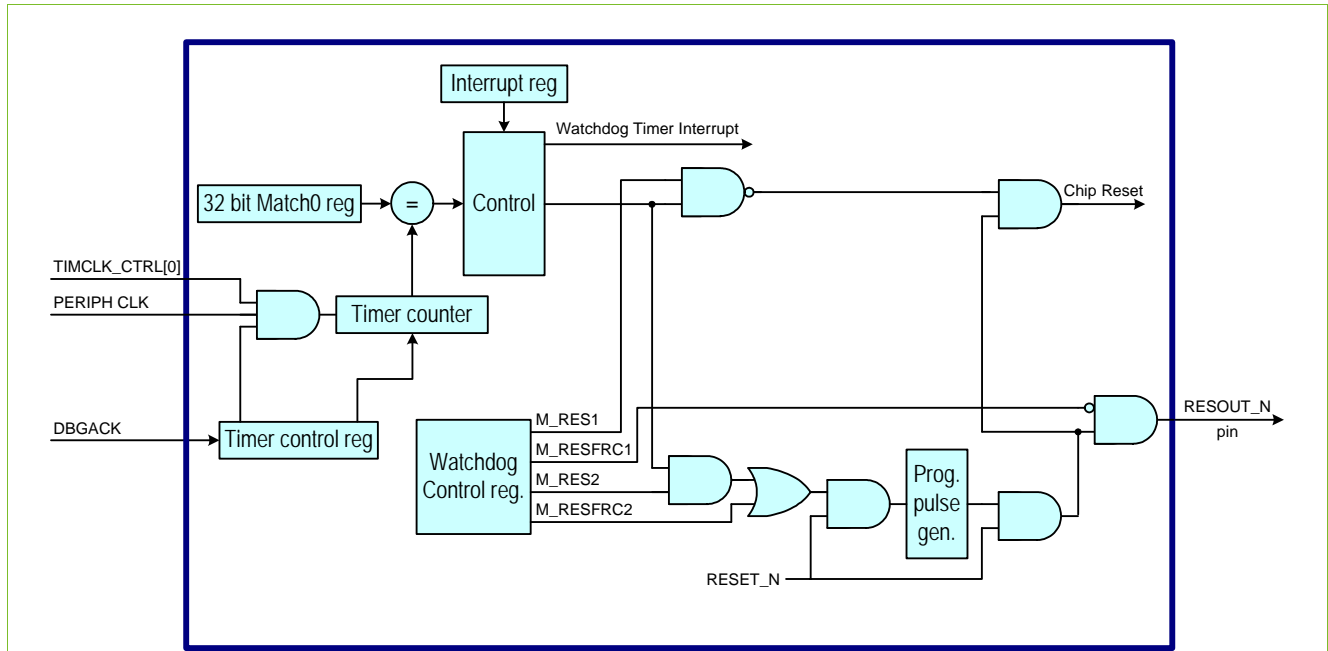 Interrupt reg
Watchdog Timer Interrupt
32 bit Match0 reg
=
Control
Chip Reset
TIMCLK_CTRL[0]
PERIPH CLK
Timer counter
DBGACK
Timer control reg
M_RES1
M_RESFRC1
M_RES2
M_RESFRC2
Watchdog
Control reg.
Prog.
pulse
gen.
RESOUT_N
pin
RESET_N